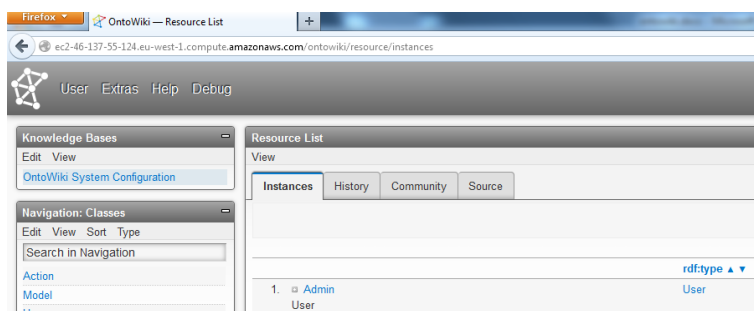 Firefox
OntoWiki — Resource List
+
ec2-46-137-55-124.eu-west-1.compute.amazonaws.com/ontowiki/resource/instances
User Extras Help Debug
Knowledge Bases
Edit View
OntoWiki System Configuration
Navigation: Classes
Edit View Sort Type
Search in Navigation
Action
Model
Resource List
View
Instances History Community Source
rdf:type ▲ ▼
1. Admin User
User